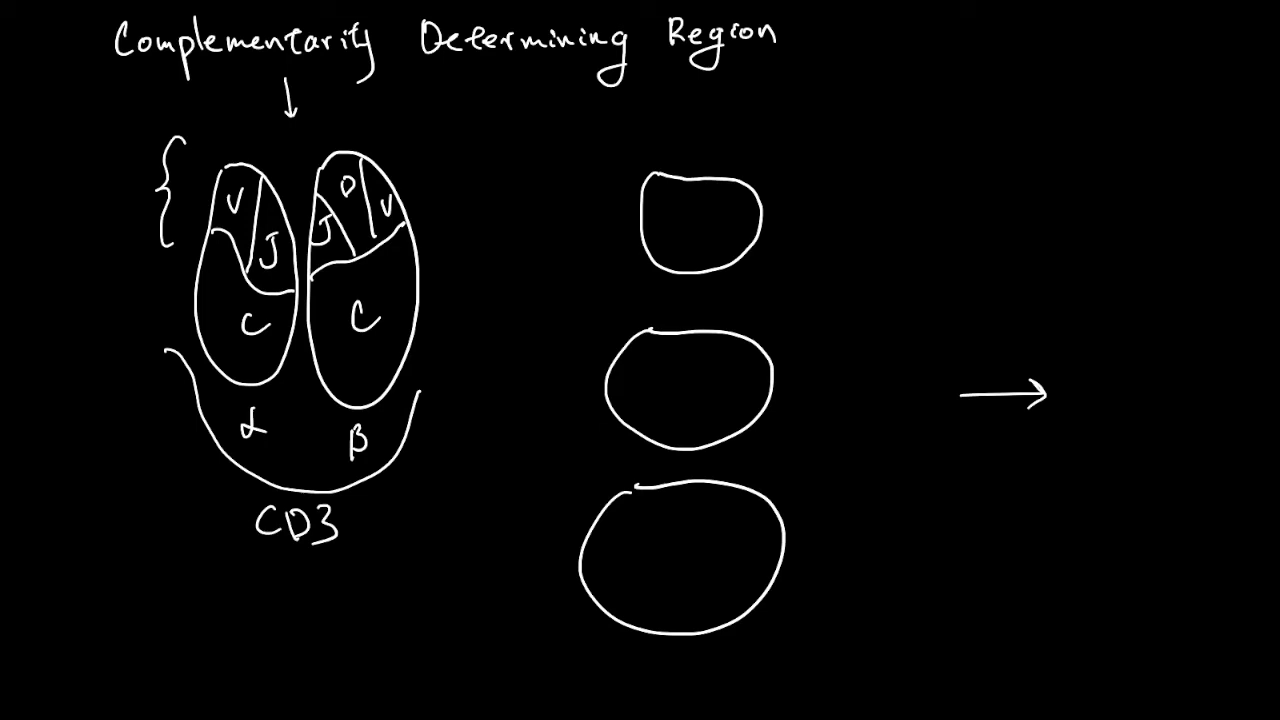 Complementarity Determining Region
V J D V
J
C C
α β
CD3